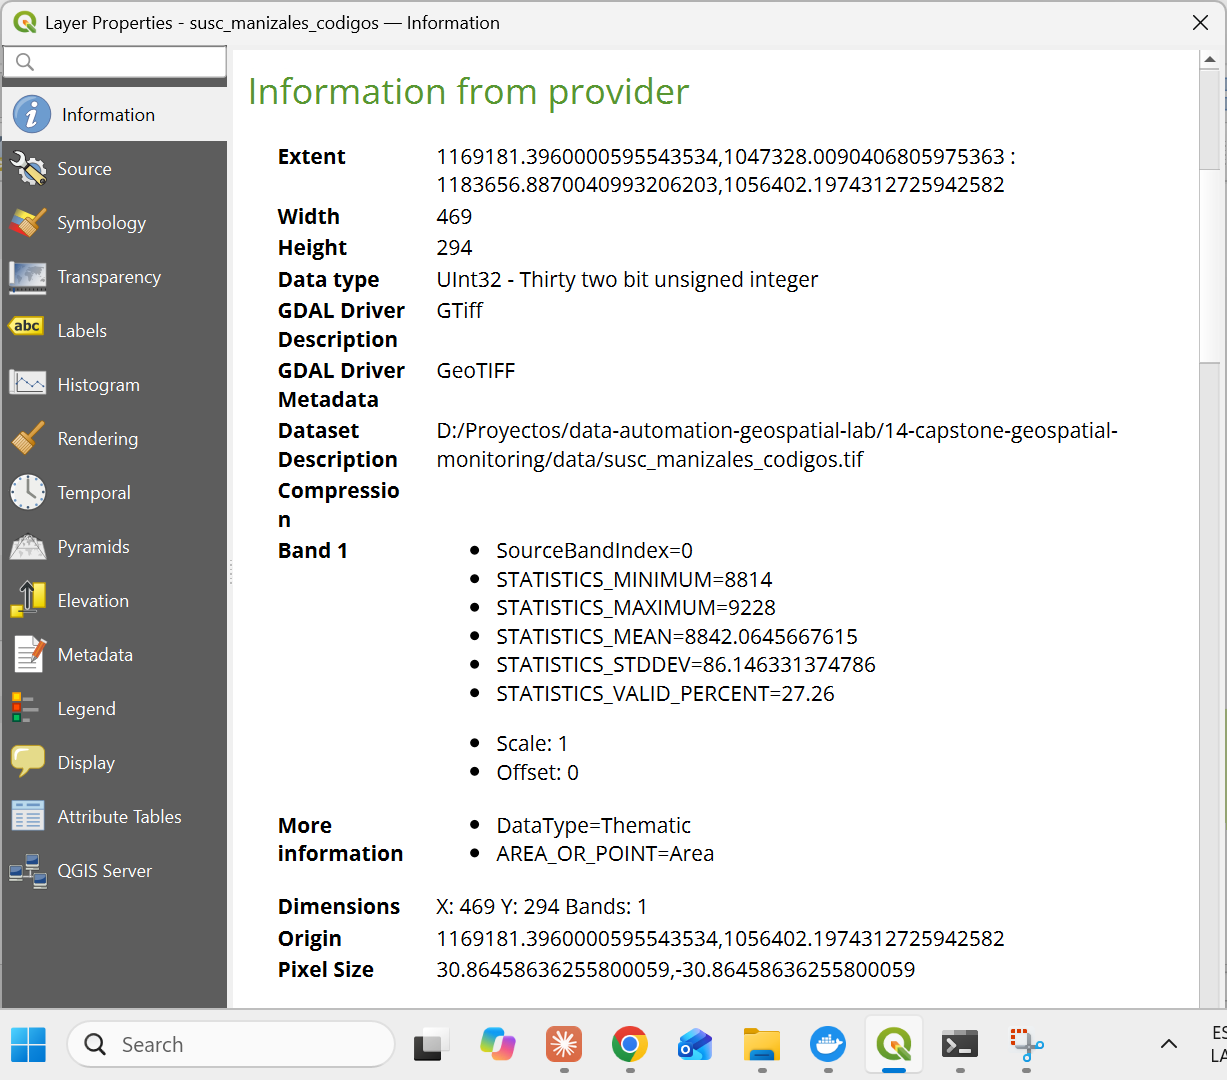 Layer Properties - susc_manizales_codigos — Information
Information
Source
Symbology
Transparency
abc
Labels
Histogram
Rendering
Temporal
Pyramids
Elevation
Metadata
Legend
Display
Attribute Tables
QGIS Server
Information from provider
Extent 1169181.3960000595543534,1047328.0090406805975363 :
1183656.8870040993206203,1056402.1974312725942582
Width 469
Height 294
Data type UInt32 - Thirty two bit unsigned integer
GDAL Driver GTiff
Description
GDAL Driver GeoTIFF
Metadata
Dataset D:/Proyectos/data-automation-geospatial-lab/14-capstone-geospatial-
Description monitoring/data/susc_manizales_codigos.tif
Compressio
n
Band 1 • SourceBandIndex=0
• STATISTICS_MINIMUM=8814
• STATISTICS_MAXIMUM=9228
• STATISTICS_MEAN=8842.0645667615
• STATISTICS_STDDEV=86.146331374786
• STATISTICS_VALID_PERCENT=27.26
• Scale: 1
• Offset: 0
More • DataType=Thematic
information • AREA_OR_POINT=Area
Dimensions X: 469 Y: 294 Bands: 1
Origin 1169181.3960000595543534,1056402.1974312725942582
Pixel Size 30.86458636255800059,-30.86458636255800059
Search
ES
LA